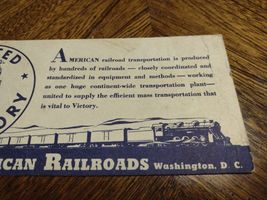 EED
ORY
AMERICAN railroad transportation is produced
by hundreds of railroads — closely coordinated and
standardized in equipment and methods — working
as one huge continent-wide transportation plant—
united to supply the efficient mass transportation that
is vital to Victory.
ICAN RAILROADS Washington, D. C.